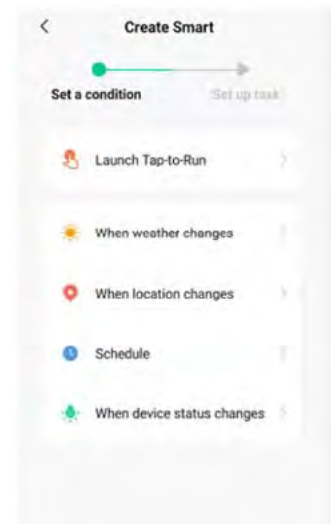 Create Smart
Set a condition Set up task
Launch Tap-to-Run
When weather changes
When location changes
Schedule
When device status changes